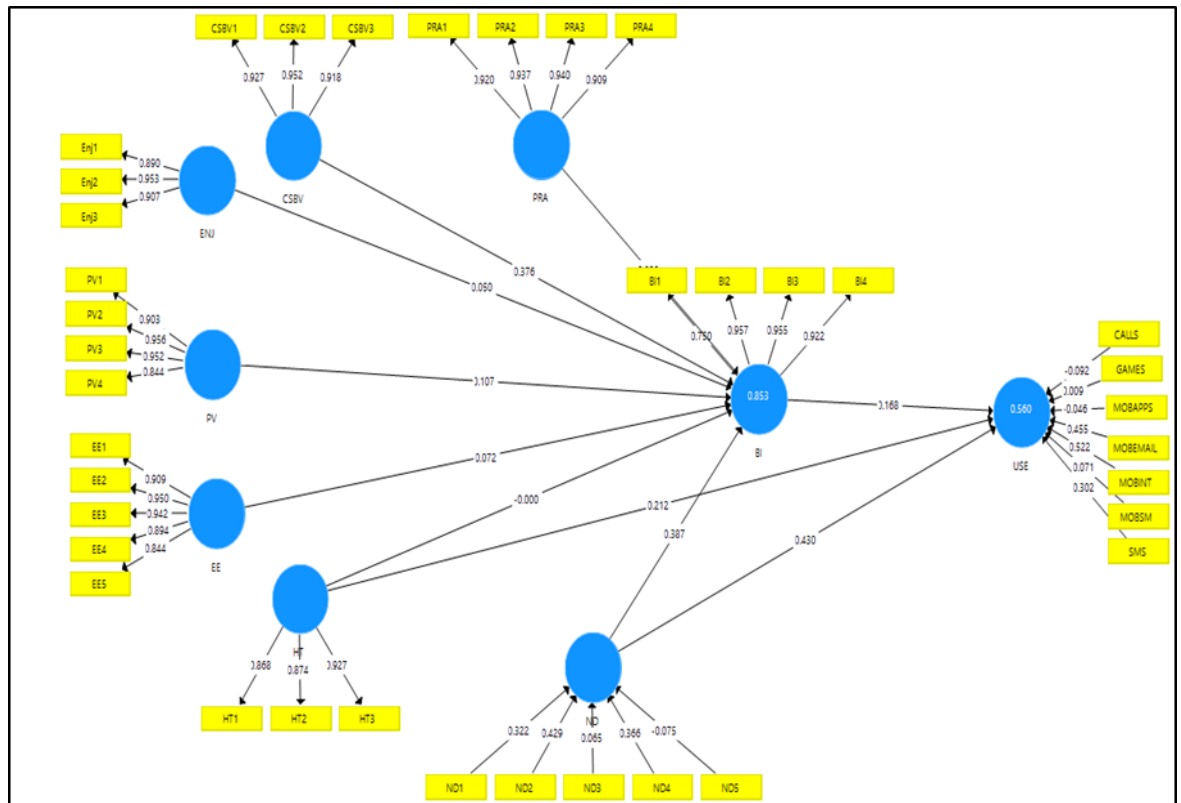 CSBV1 CSBV2 CSBV3
PRA1 PRA2 PRA3 PRA4
0.927 0.952 0.918
0.920 0.937 0.940 0.909
CSBV
PRA
Enj1
Enj2
Enj3
0.890
0.953
0.907
ENJ
0.376
0.050
BI1 BI2 BI3 BI4
0.750 0.957 0.955 0.922
PV1
PV2
PV3
PV4
0.903
0.956
0.952
0.844
PV
0.107
0.853
BI
0.168
0.560
USE
CALLS
GAMES
MOBAPPS
MOBEMAIL
MOBINT
MOBSM
SMS
-0.092
0.009
-0.046
0.455
0.522
0.071
0.302
EE1
EE2
EE3
EE4
EE5
0.909
0.950
0.942
0.894
0.844
EE
0.072
-0.000
0.212
0.387
0.430
HT
0.868 0.874 0.927
HT1 HT2 HT3
ND
0.322 0.429 0.065 0.366 -0.075
ND1 ND2 ND3 ND4 ND5